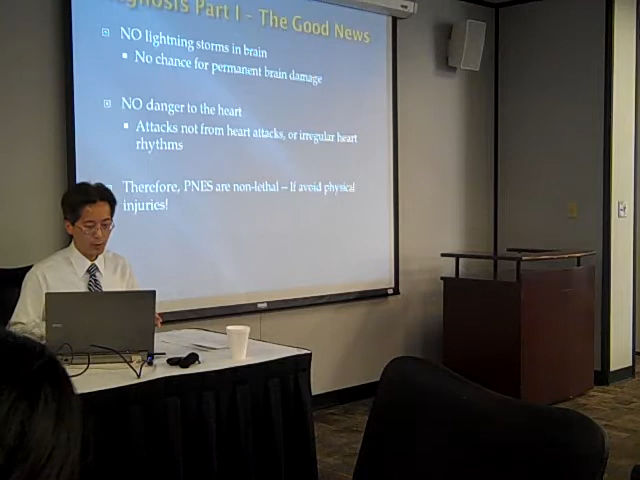 gnosis Part I - The Good News
NO lightning storms in brain
No chance for permanent brain damage
NO danger to the heart
Attacks not from heart attacks, or irregular heart
rhythms
Therefore, PNES are non-lethal – If avoid physical
injuries!